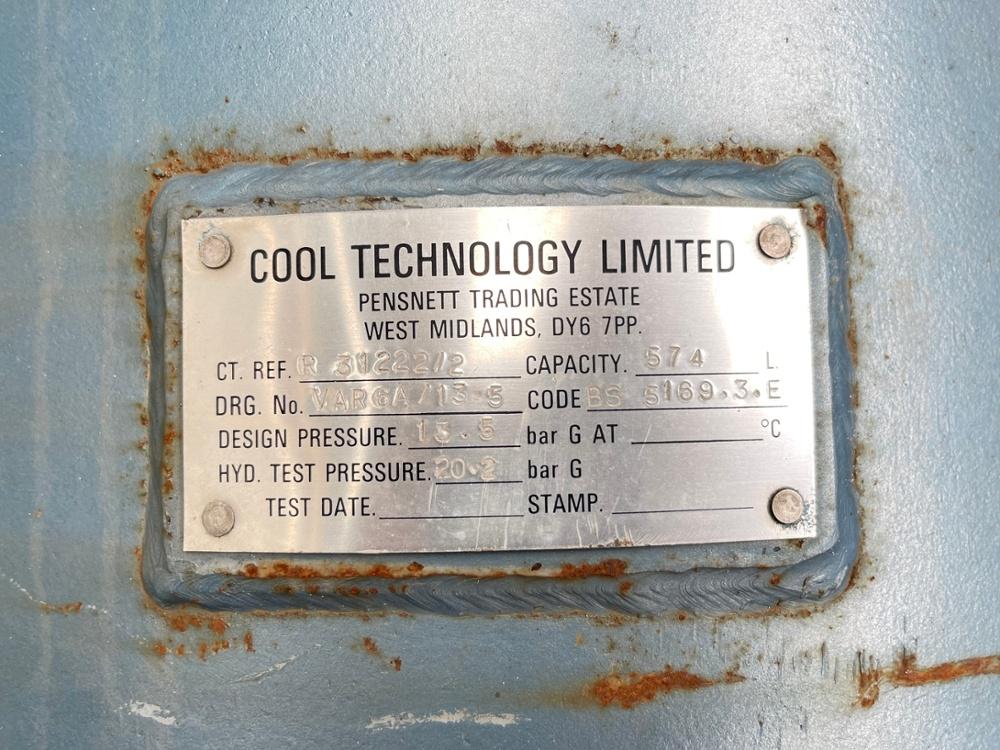 COOL TECHNOLOGY LIMITED
PENSNETT TRADING ESTATE
WEST MIDLANDS, DY6 7PP.
CT. REF. R 31222/2 CAPACITY. 574 L.
DRG. No. VAR6A/13.5 CODE BS 5169.3.E
DESIGN PRESSURE. 13.5 bar G AT °C
HYD. TEST PRESSURE. 20.2 bar G
TEST DATE. STAMP.